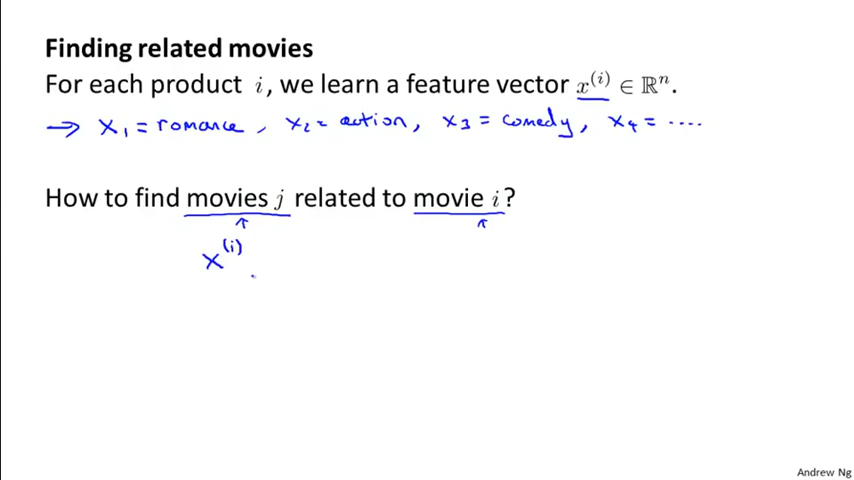 Finding related movies
For each product i, we learn a feature vector x⁽ⁱ⁾ ∈ ℝⁿ.
→ x₁ = romance, x₂ = action, x₃ = comedy, x₄ = ....
How to find movies j related to movie i?
x⁽ⁱ⁾
Andrew Ng